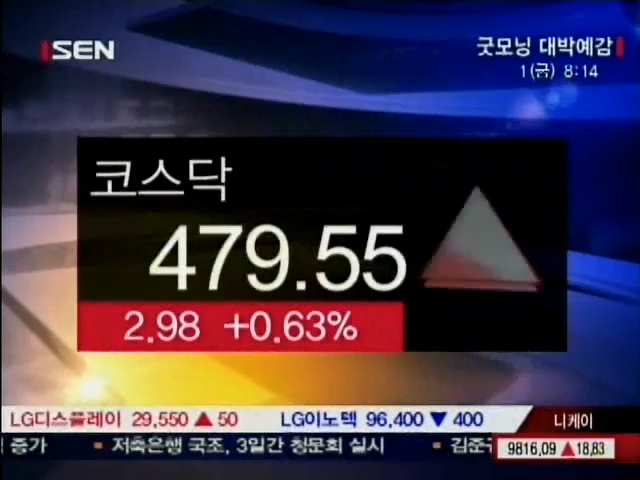 SEN
굿모닝 대박예감
1(금) 8:14
코스닥
479.55
2.98 +0.63%
LG디스플레이 29,550 ▲ 50 LG이노텍 96,400 ▼ 400 니케이
증가 ▪ 저축은행 국조, 3일간 청문회 실시 ▪ 김준
9816.09 ▲18.83